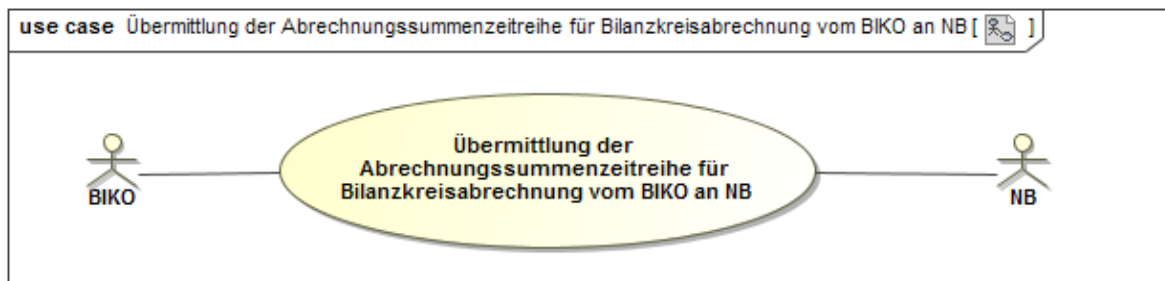 use case Übermittlung der Abrechnungssummenzeitreihe für Bilanzkreisabrechnung vom BIKO an NB [ ]
Übermittlung der
Abrechnungssummenzeitreihe für
Bilanzkreisabrechnung vom BIKO an NB
BIKO
NB